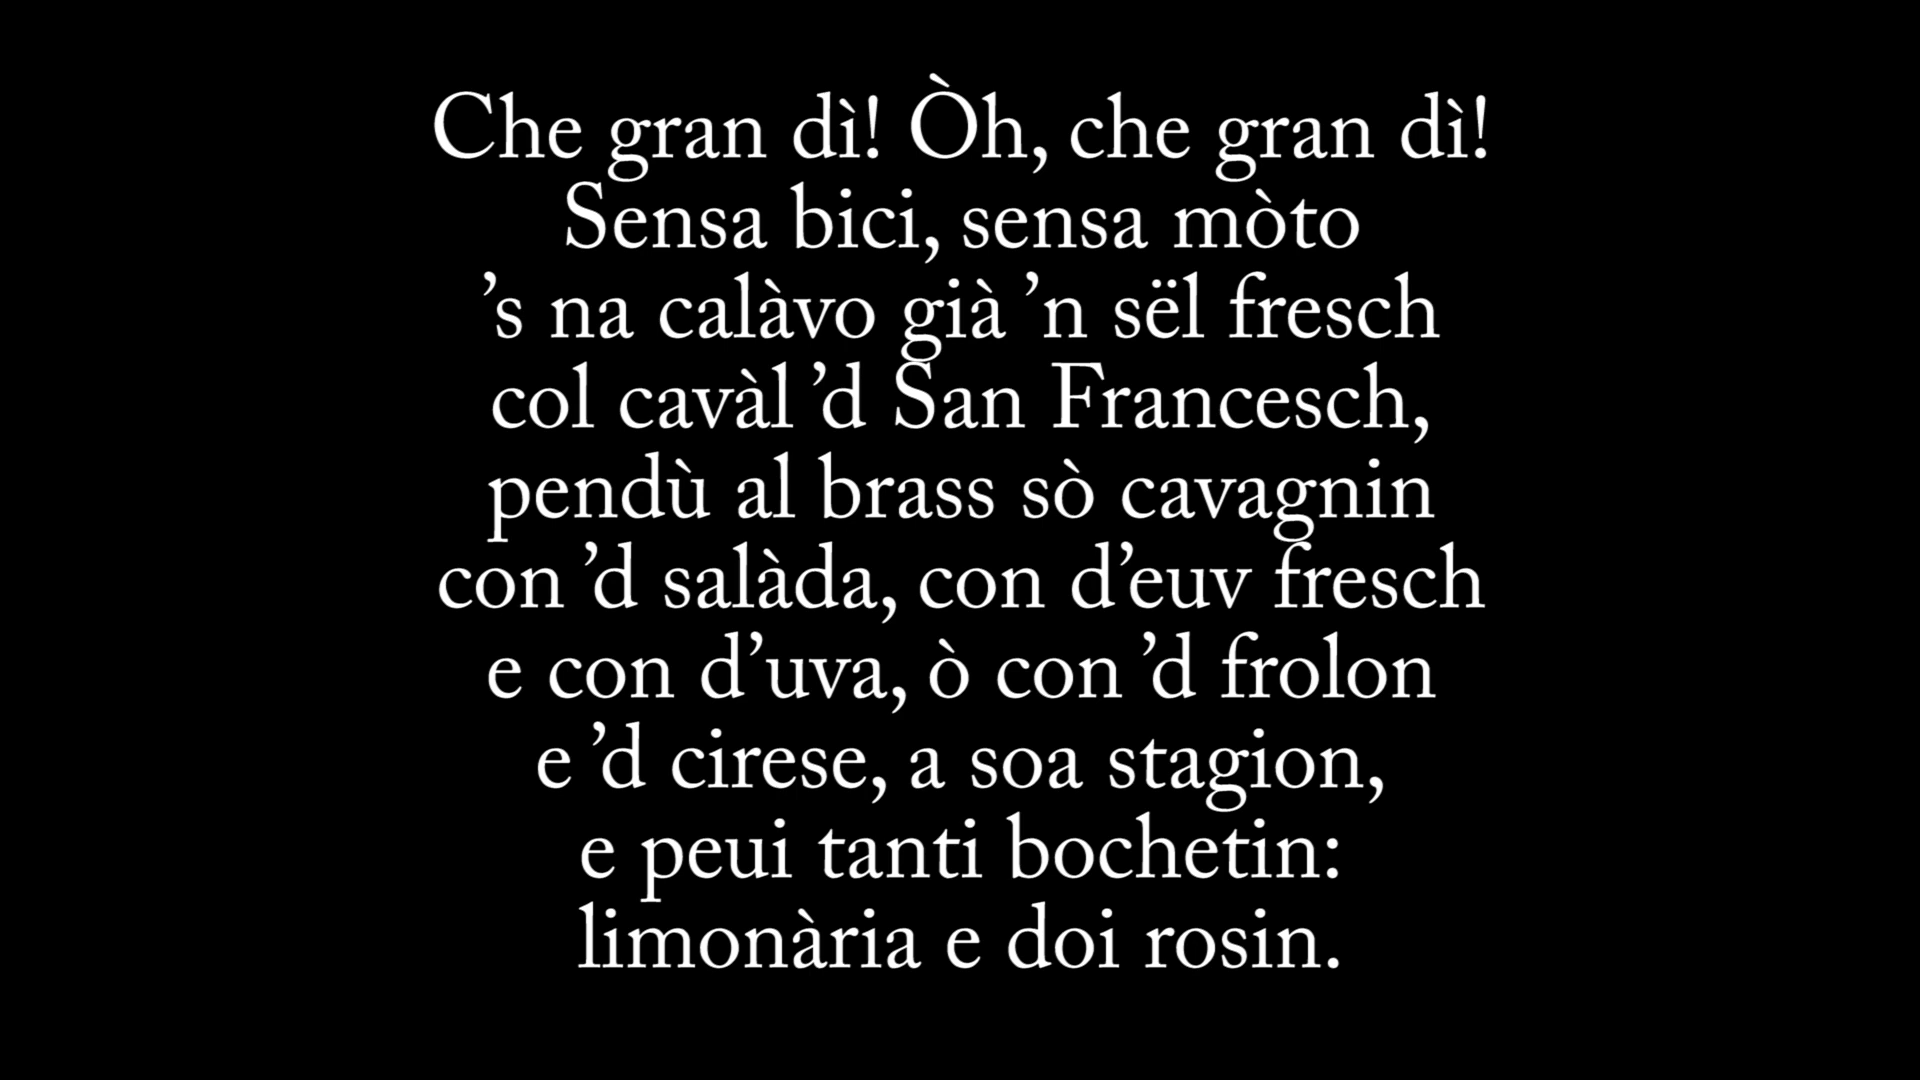 Che gran dì! Òh, che gran dì!
Sensa bici, sensa mòto
’s na calàvo già ’n sël fresch
col cavàl ’d San Francesch,
pendù al brass sò cavagnin
con ’d salàda, con d’euv fresch
e con d’uva, ò con ’d frolon
e ’d cirese, a soa stagion,
e peui tanti bochetin:
limonària e doi rosin.